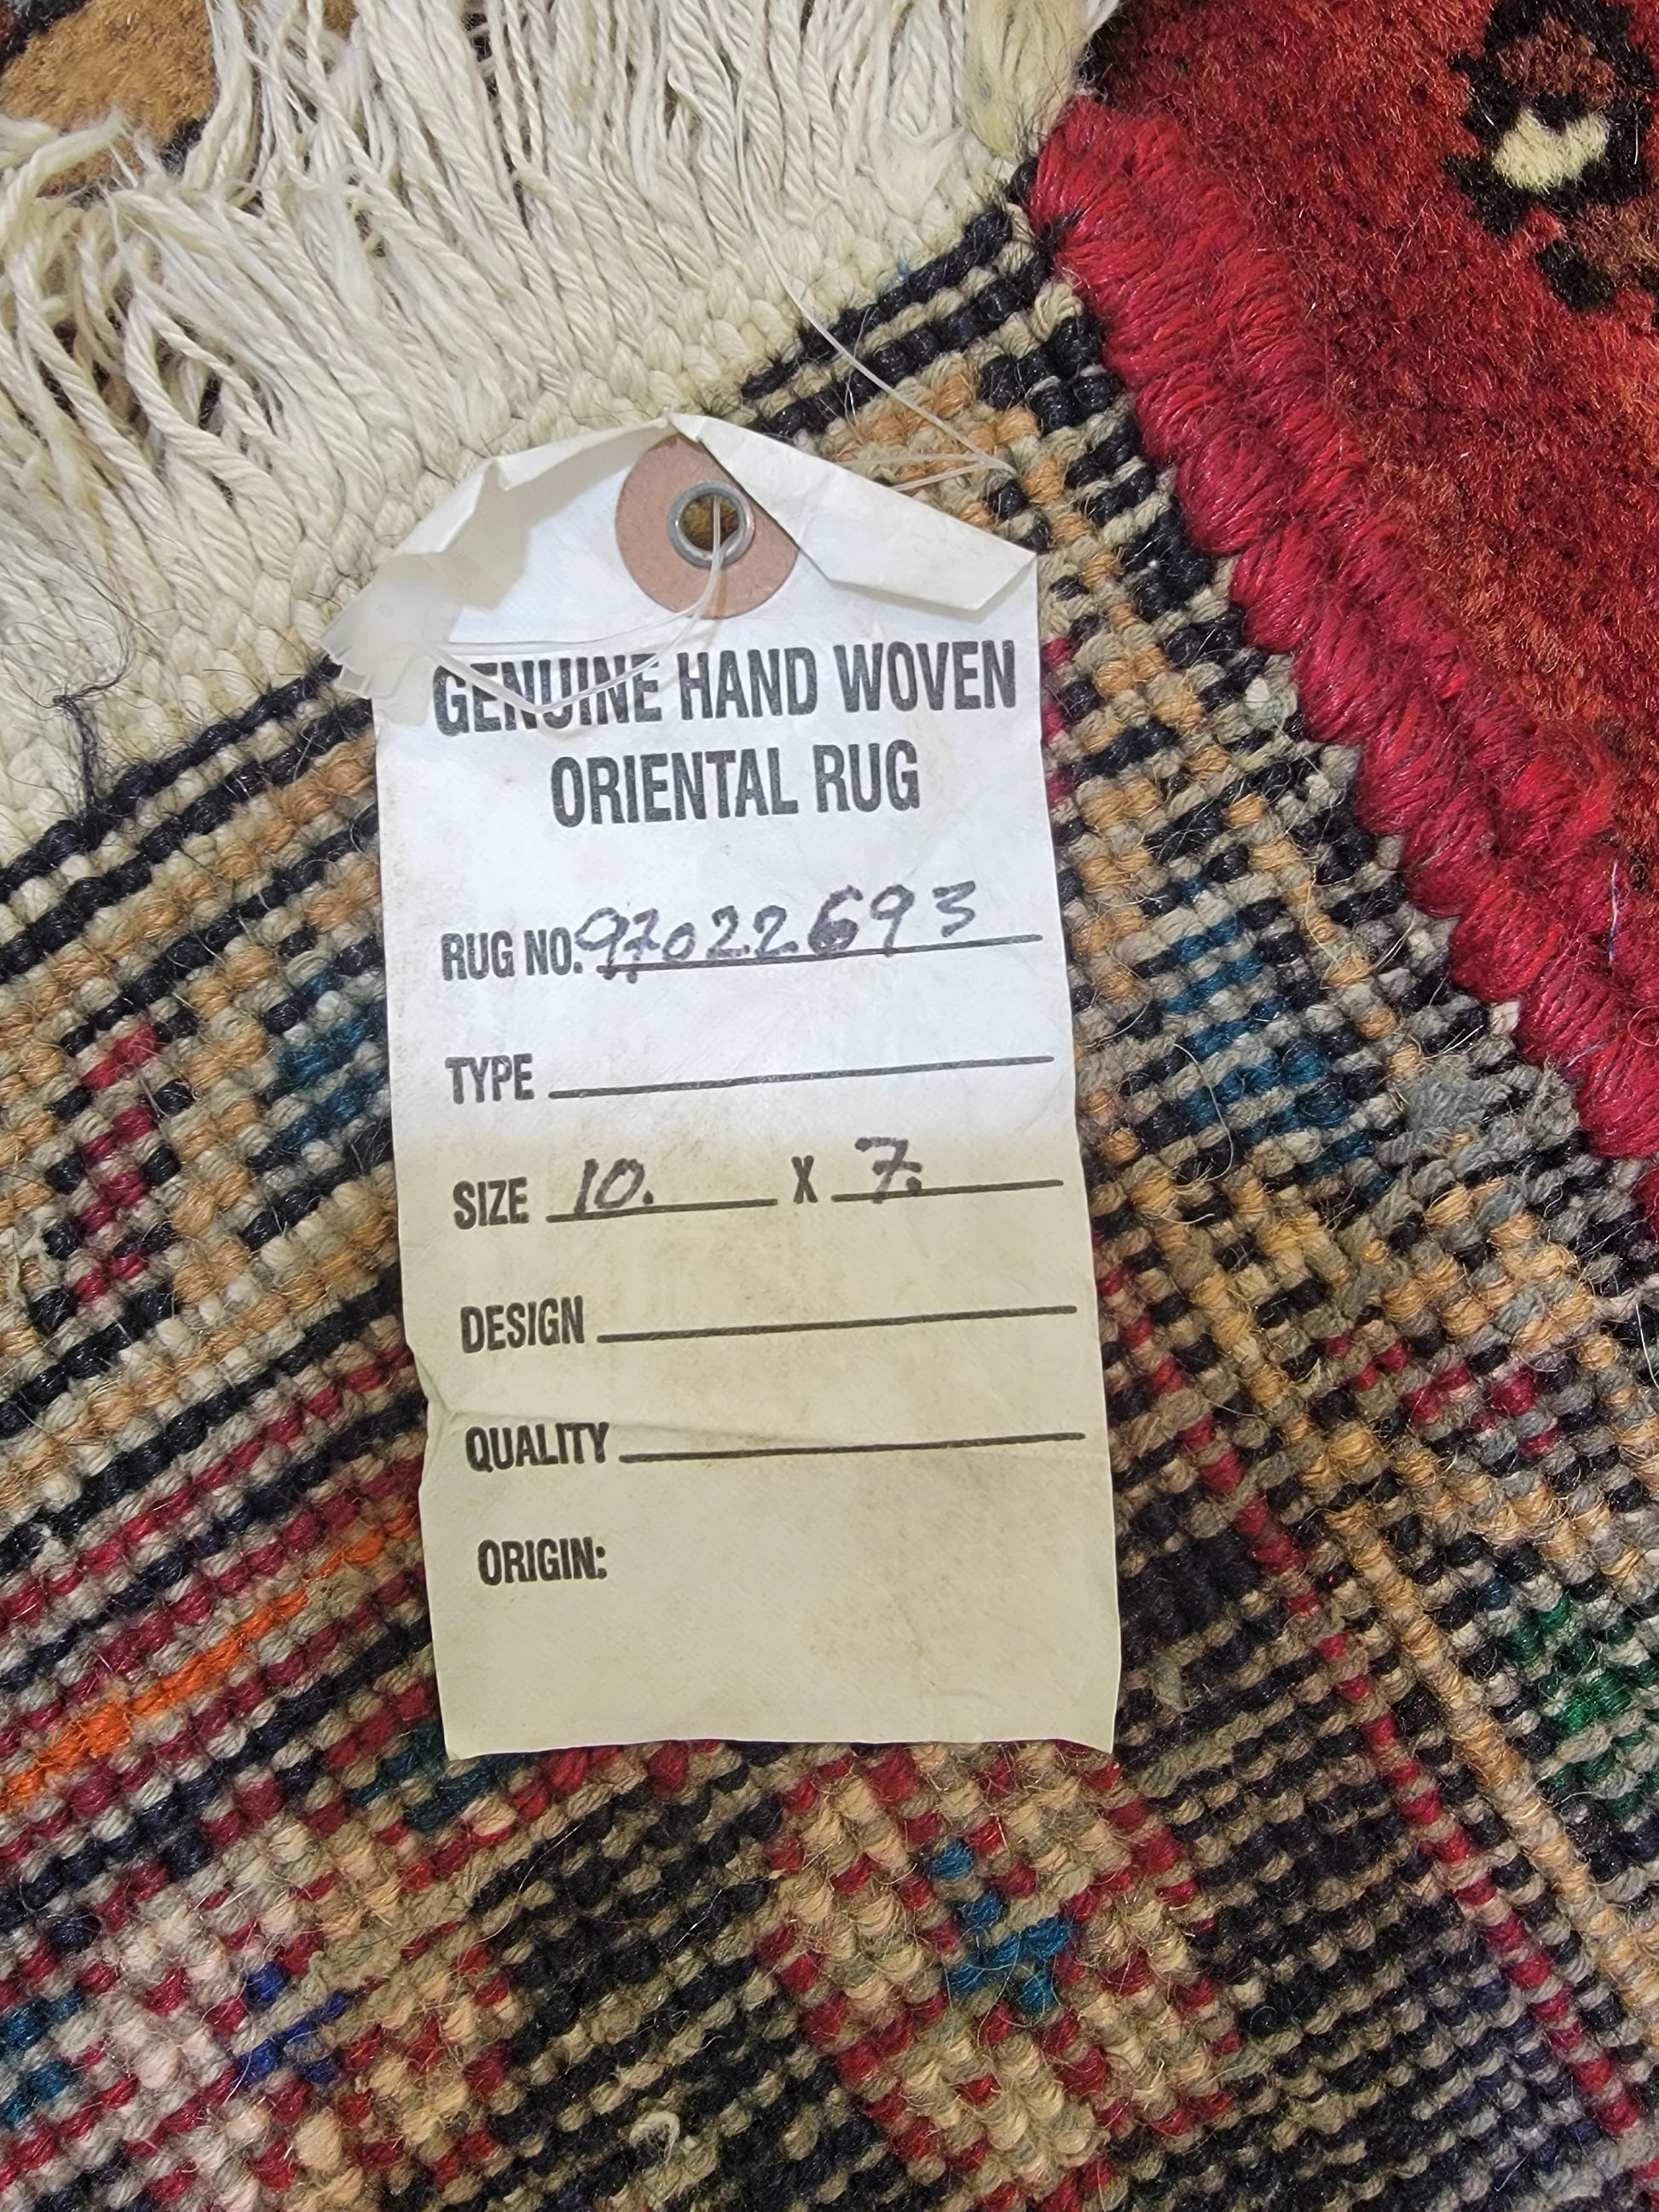 GENUINE HAND WOVEN
ORIENTAL RUG
RUG NO. 97022693
TYPE
SIZE 10. X 7.
DESIGN
QUALITY
ORIGIN: